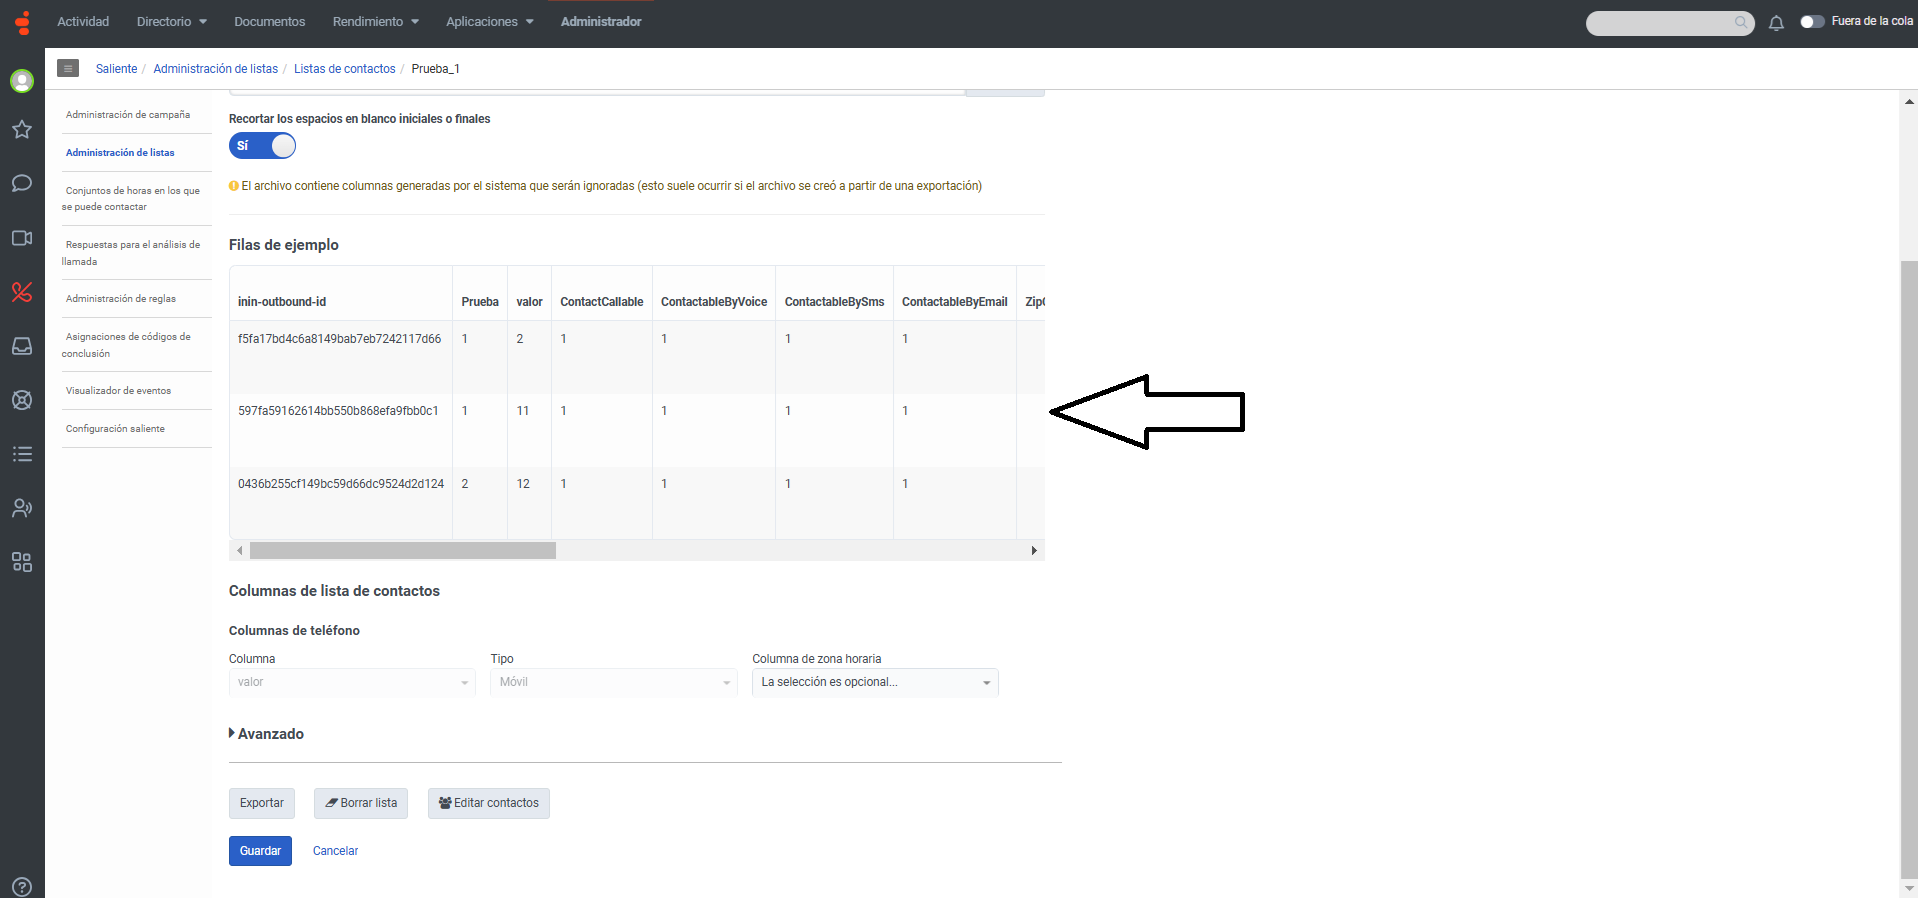 Actividad Directorio Documentos Rendimiento Aplicaciones Administrador Fuera de la cola
Saliente / Administración de listas / Listas de contactos / Prueba_1
Administración de campaña
Administración de listas
Conjuntos de horas en los que
se puede contactar
Respuestas para el análisis de
llamada
Administración de reglas
Asignaciones de códigos de
conclusión
Visualizador de eventos
Configuración saliente
Recortar los espacios en blanco iniciales o finales
Sí
El archivo contiene columnas generadas por el sistema que serán ignoradas (esto suele ocurrir si el archivo se creó a partir de una exportación)
Filas de ejemplo
inin-outbound-id Prueba valor ContactCallable ContactableByVoice ContactableBySms ContactableByEmail
f5fa17bd4c6a8149bab7eb7242117d66 1 2 1 1 1 1
597fa59162614bb550b868efa9fbb0c1 1 11 1 1 1 1
0436b255cf149bc59d66dc9524d2d124 2 12 1 1 1 1
Columnas de lista de contactos
Columnas de teléfono
Columna Tipo Columna de zona horaria
valor Móvil La selección es opcional...
Avanzado
Exportar Borrar lista Editar contactos
Guardar Cancelar